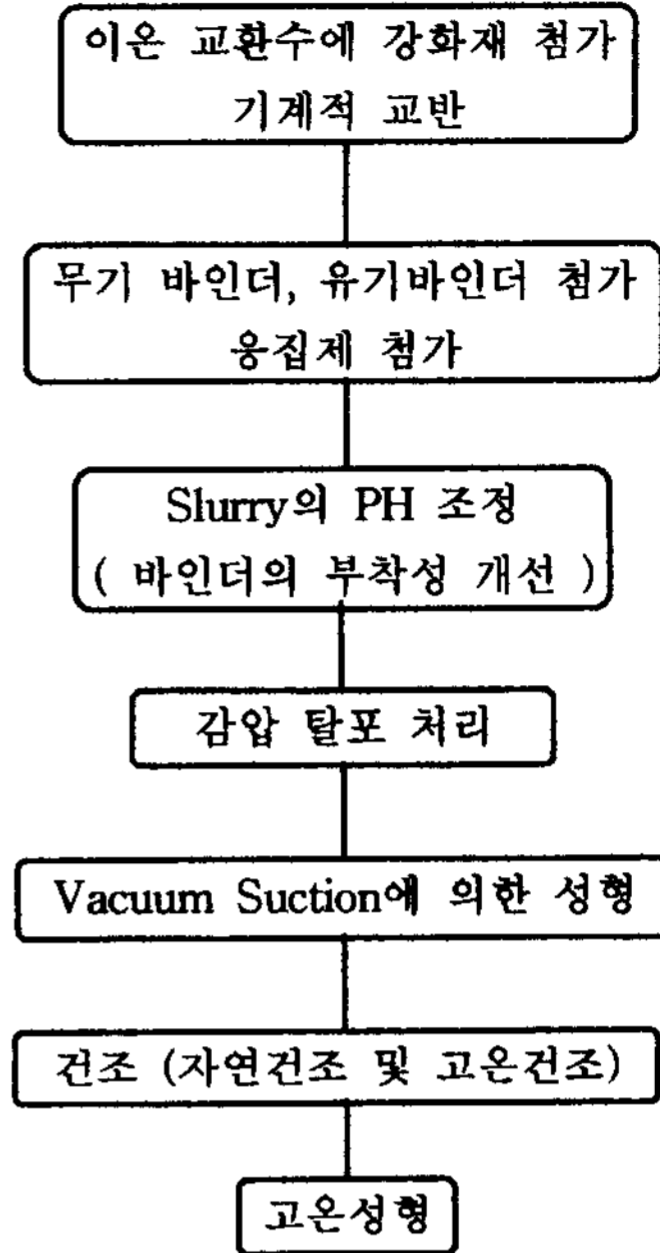 이온 교환수에 강화재 첨가
기계적 교반
무기 바인더, 유기바인더 첨가
응집제 첨가
Slurry의 PH 조정
( 바인더의 부착성 개선 )
감압 탈포 처리
Vacuum Suction에 의한 성형
건조 (자연건조 및 고온건조)
고온성형